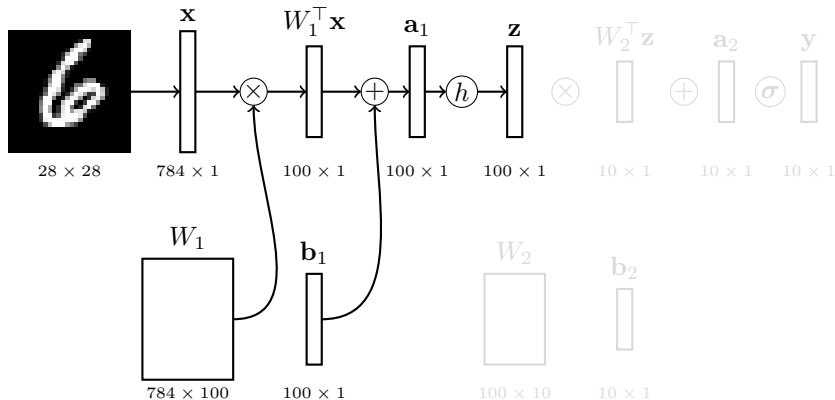 x W₁ᵀx a₁ z W₂ᵀz a₂ y
× + h × + σ
28 × 28 784 × 1 100 × 1 100 × 1 100 × 1 10 × 1 10 × 1 10 × 1
W₁ b₁ W₂ b₂
784 × 100 100 × 1 100 × 10 10 × 1